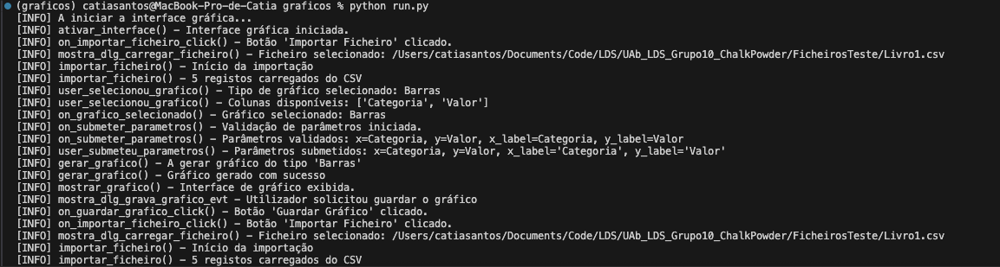 (graficos) catiasantos@MacBook-Pro-de-Catia graficos % python run.py
[INFO] A iniciar a interface gráfica...
[INFO] ativar_interface() – Interface gráfica iniciada.
[INFO] on_importar_ficheiro_click() – Botão 'Importar Ficheiro' clicado.
[INFO] mostra_dlg_carregar_ficheiro() – Ficheiro selecionado: /Users/catiasantos/Documents/Code/LDS/UAb_LDS_Grupo10_ChalkPowder/FicheirosTeste/Livro1.csv
[INFO] importar_ficheiro() – Início da importação
[INFO] importar_ficheiro() – 5 registos carregados do CSV
[INFO] user_selecionou_grafico() – Tipo de gráfico selecionado: Barras
[INFO] user_selecionou_grafico() – Colunas disponíveis: ['Categoria', 'Valor']
[INFO] on_grafico_selecionado() – Gráfico selecionado: Barras
[INFO] on_submeter_parametros() – Validação de parâmetros iniciada.
[INFO] on_submeter_parametros() – Parâmetros validados: x=Categoria, y=Valor, x_label=Categoria, y_label=Valor
[INFO] user_submeteu_parametros() – Parâmetros submetidos: x=Categoria, y=Valor, x_label='Categoria', y_label='Valor'
[INFO] gerar_grafico() – A gerar gráfico do tipo 'Barras'
[INFO] gerar_grafico() – Gráfico gerado com sucesso
[INFO] mostrar_grafico() – Interface de gráfico exibida.
[INFO] mostra_dlg_grava_grafico_evt – Utilizador solicitou guardar o gráfico
[INFO] on_guardar_grafico_click() – Botão 'Guardar Gráfico' clicado.
[INFO] on_importar_ficheiro_click() – Botão 'Importar Ficheiro' clicado.
[INFO] mostra_dlg_carregar_ficheiro() – Ficheiro selecionado: /Users/catiasantos/Documents/Code/LDS/UAb_LDS_Grupo10_ChalkPowder/FicheirosTeste/Livro1.csv
[INFO] importar_ficheiro() – Início da importação
[INFO] importar_ficheiro() – 5 registos carregados do CSV